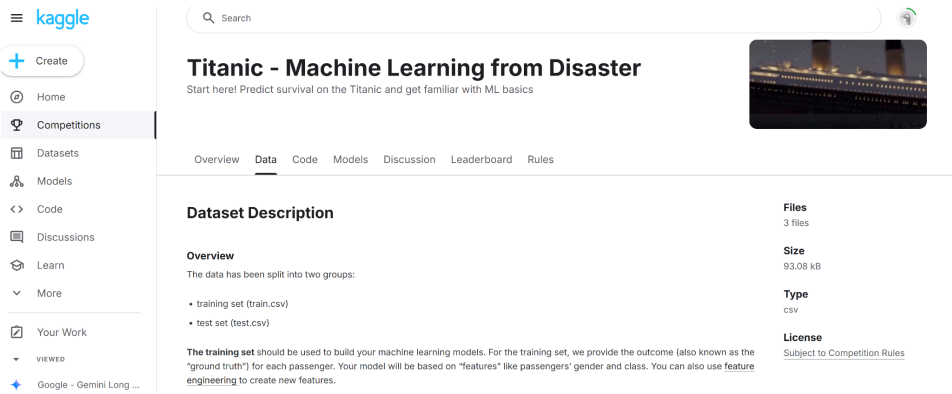 kaggle
Search
Create
Home
Competitions
Datasets
Models
Code
Discussions
Learn
More
Your Work
VIEWED
Google - Gemini Long ...
Titanic - Machine Learning from Disaster
Start here! Predict survival on the Titanic and get familiar with ML basics
Overview Data Code Models Discussion Leaderboard Rules
Dataset Description
Overview
The data has been split into two groups:
• training set (train.csv)
• test set (test.csv)
The training set should be used to build your machine learning models. For the training set, we provide the outcome (also known as the
“ground truth”) for each passenger. Your model will be based on “features” like passengers’ gender and class. You can also use feature
engineering to create new features.
Files
3 files
Size
93.08 kB
Type
csv
License
Subject to Competition Rules